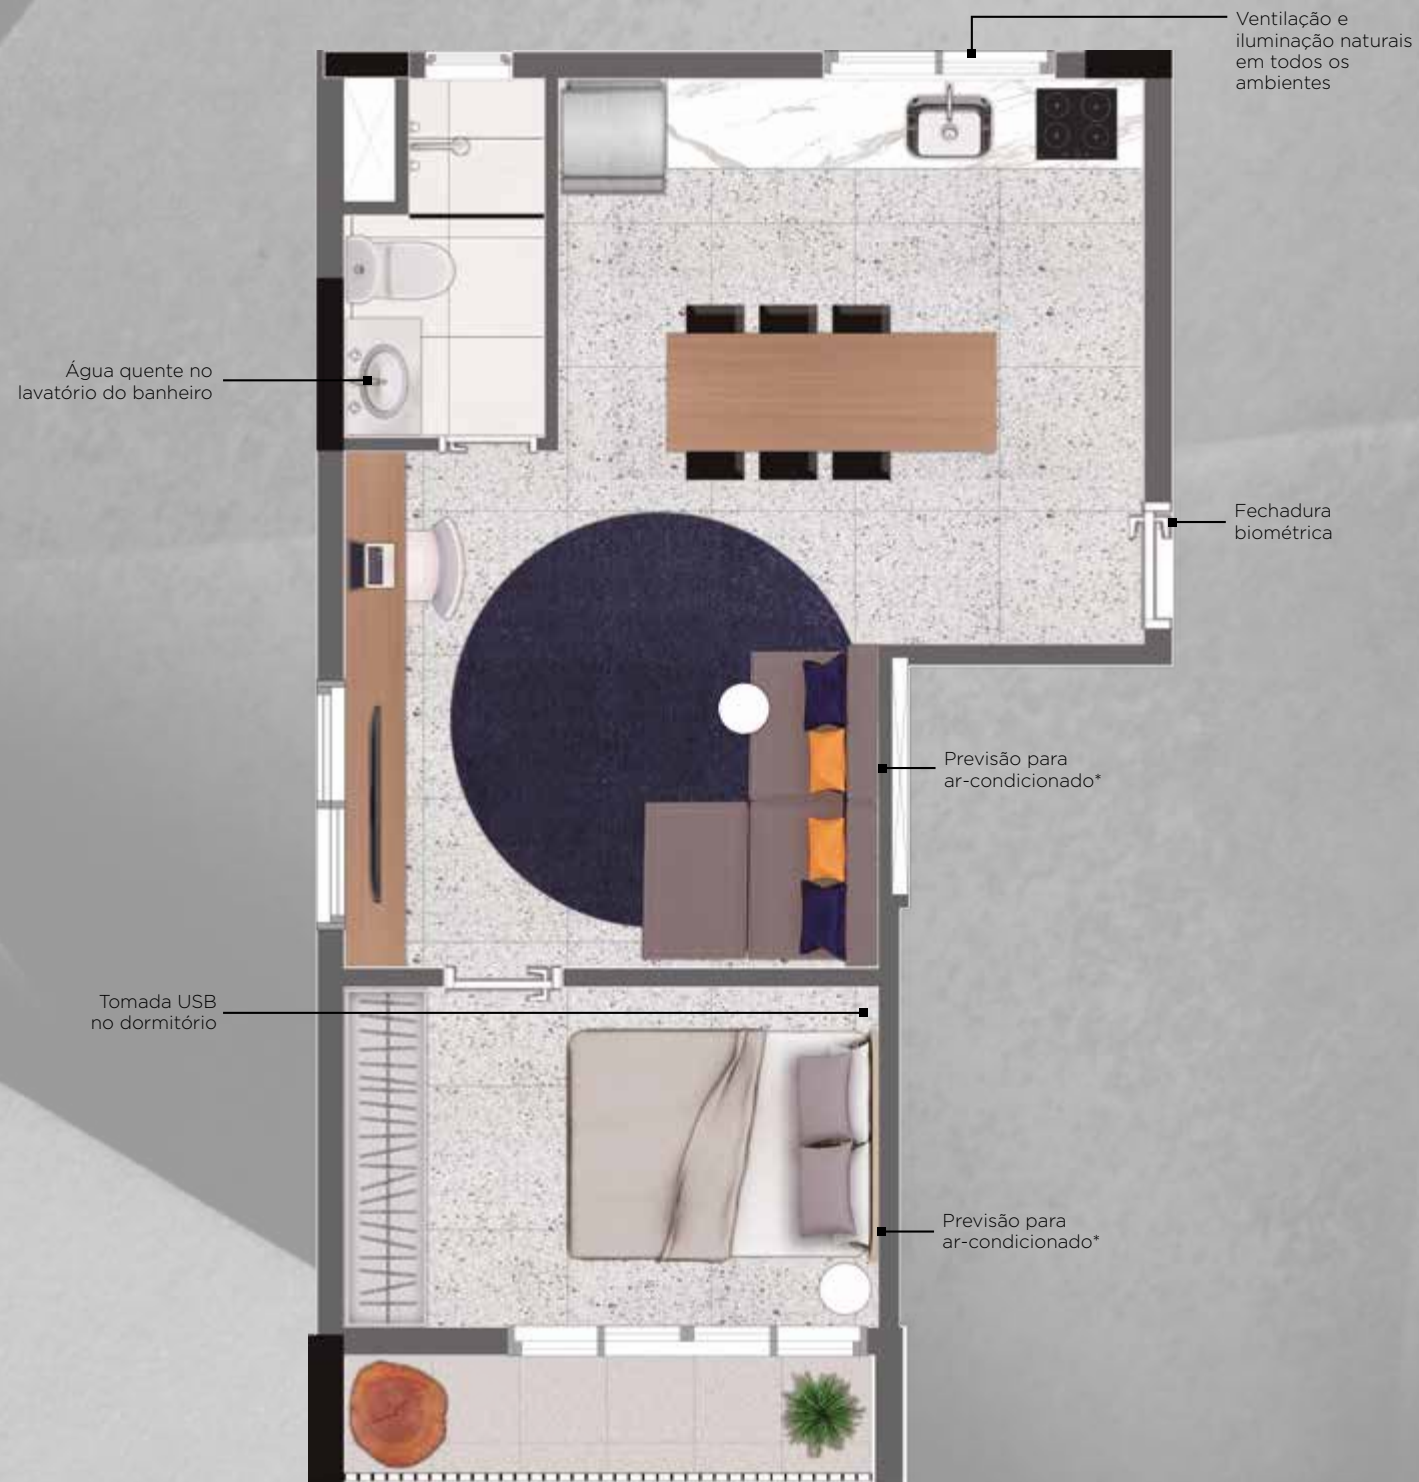 Ventilação e
iluminação naturais
em todos os
ambientes
Água quente no
lavatório do banheiro
Fechadura
biométrica
Previsão para
ar-condicionado*
Tomada USB
no dormitório
Previsão para
ar-condicionado*